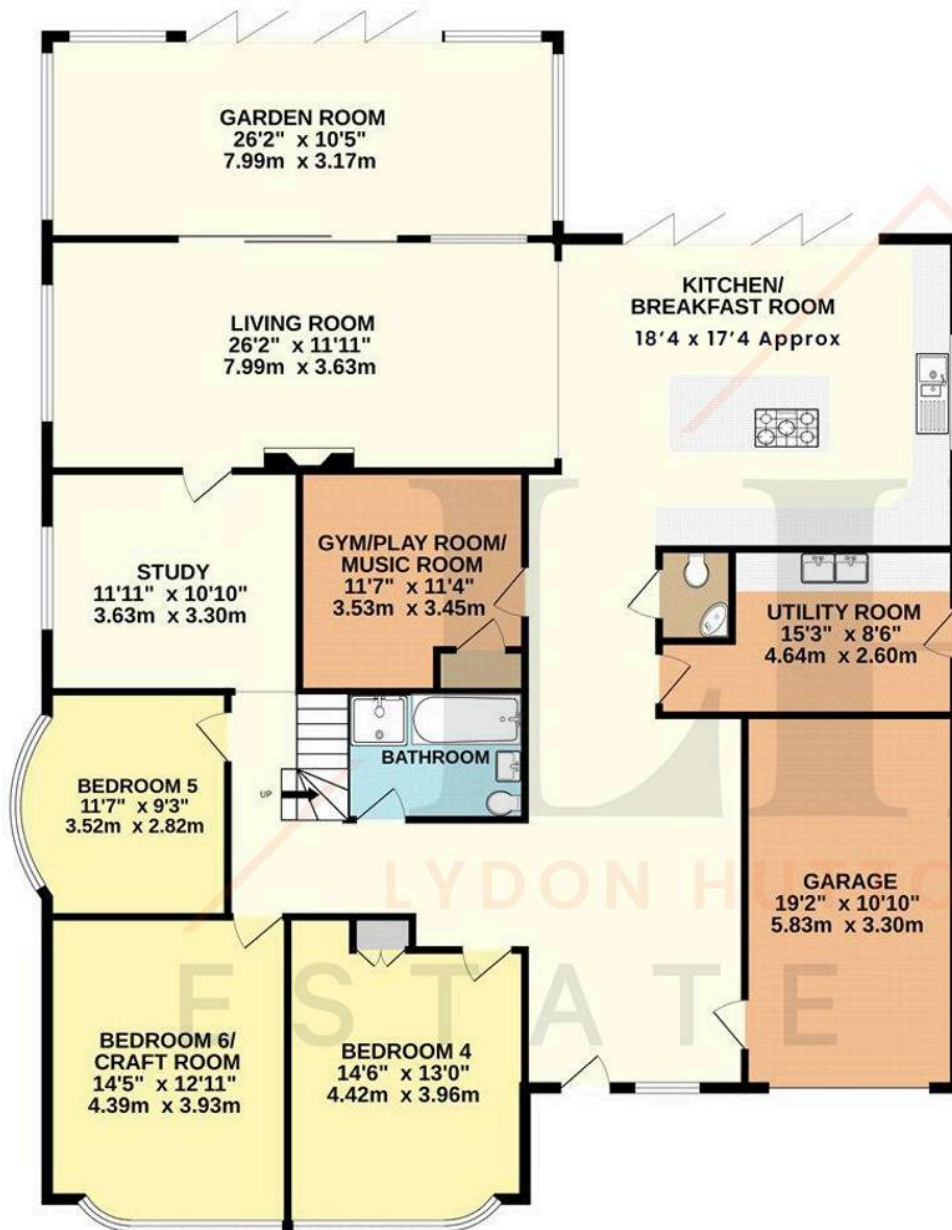 GARDEN ROOM
26'2" x 10'5"
7.99m x 3.17m
LIVING ROOM
26'2" x 11'11"
7.99m x 3.63m
KITCHEN/
BREAKFAST ROOM
18'4 x 17'4 Approx
STUDY
11'11" x 10'10"
3.63m x 3.30m
GYM/PLAY ROOM/
MUSIC ROOM
11'7" x 11'4"
3.53m x 3.45m
UTILITY ROOM
15'3" x 8'6"
4.64m x 2.60m
BEDROOM 5
11'7" x 9'3"
3.52m x 2.82m
UP
BATHROOM
GARAGE
19'2" x 10'10"
5.83m x 3.30m
BEDROOM 6/
CRAFT ROOM
14'5" x 12'11"
4.39m x 3.93m
BEDROOM 4
14'6" x 13'0"
4.42m x 3.96m
LYDON HUTTO
ESTATE